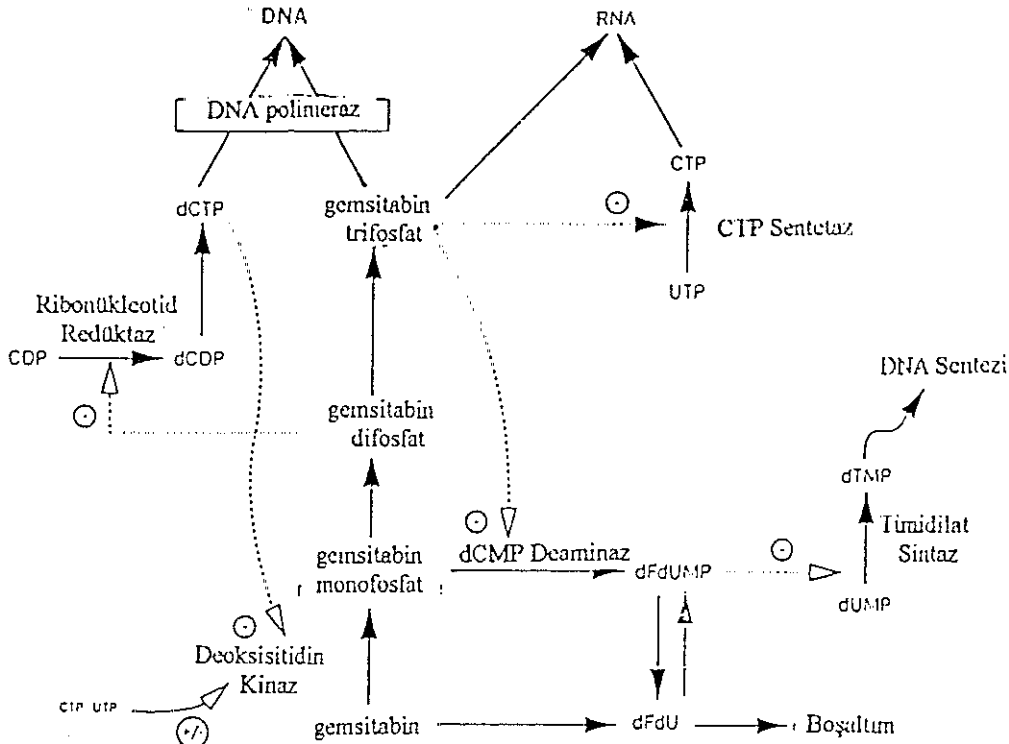 DNA
RNA
DNA polimeraz
CTP
dCTP
gemsitabin
trifosfat
CTP Sentetaz
UTP
Ribonükleotid
Redüktaz
CDP
dCDP
DNA Sentezi
gemsitabin
difosfat
dTMP
Timidilat
Sintaz
gemsitabin
monofosfat
dCMP Deaminaz
dFdUMP
dUMP
Deoksisitidin
Kinaz
CTP UTP
+/-
gemsitabin
dFdU
Boşaltım